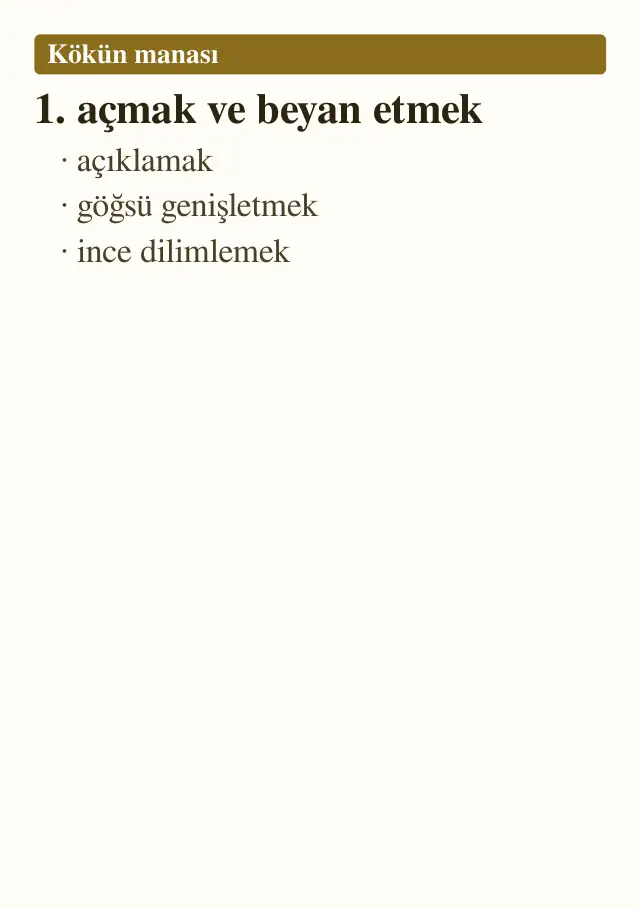 Kökün manası
1. açmak ve beyan etmek
· açıklamak
· göğsü genişletmek
· ince dilimlemek